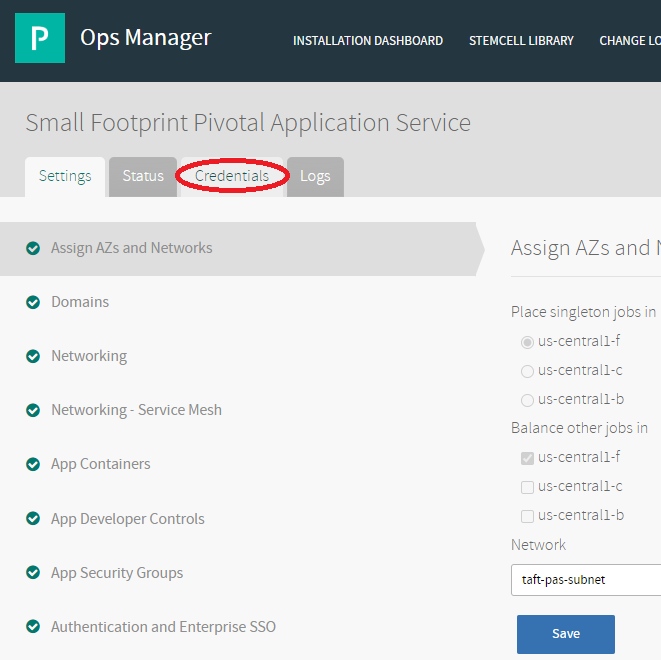 P Ops Manager INSTALLATION DASHBOARD STEMCELL LIBRARY CHANGE
Small Footprint Pivotal Application Service
Settings Status Credentials Logs
Assign AZs and Networks
Domains
Networking
Networking - Service Mesh
App Containers
App Developer Controls
App Security Groups
Authentication and Enterprise SSO
Assign AZs and
Place singleton jobs in
us-central1-f
us-central1-c
us-central1-b
Balance other jobs in
us-central1-f
us-central1-c
us-central1-b
Network
taft-pas-subnet
Save